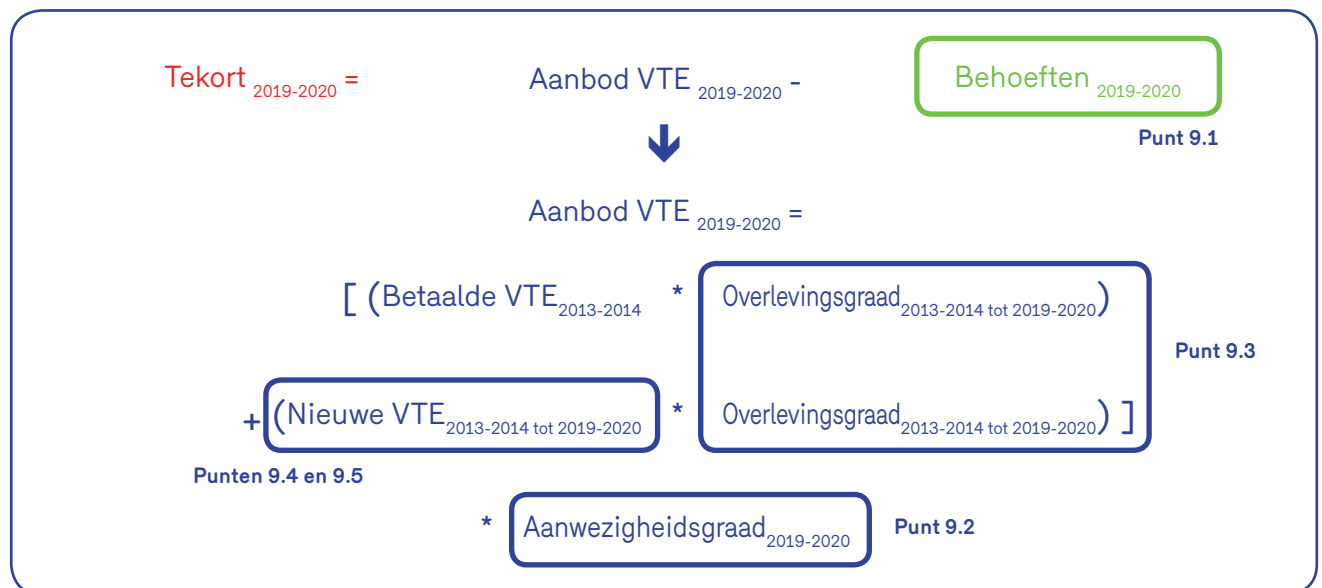 Tekort 2019-2020 = Aanbod VTE 2019-2020 - Behoeften 2019-2020
Punt 9.1
Aanbod VTE 2019-2020 =
[ (Betaalde VTE2013-2014 * Overlevingsgraad2013-2014 tot 2019-2020)
Punt 9.3
+ (Nieuwe VTE2013-2014 tot 2019-2020 * Overlevingsgraad2013-2014 tot 2019-2020) ]
Punten 9.4 en 9.5
* Aanwezigheidsgraad2019-2020 Punt 9.2